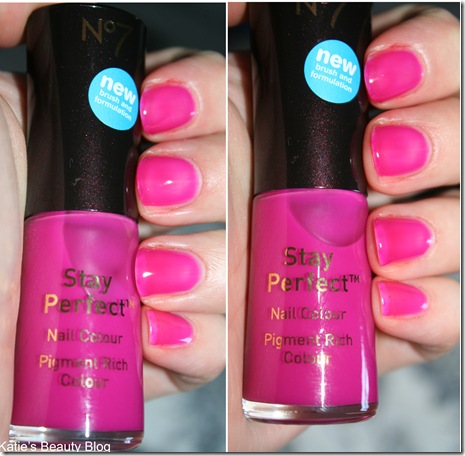 N°7
new
brush and
formulation
Stay
Perfect™
Nail Colour
Pigment Rich
Colour
new
brush and
formulation
Stay
Perfect™
Nail Colour
Pigment Rich
Colour
Katie's Beauty Blog